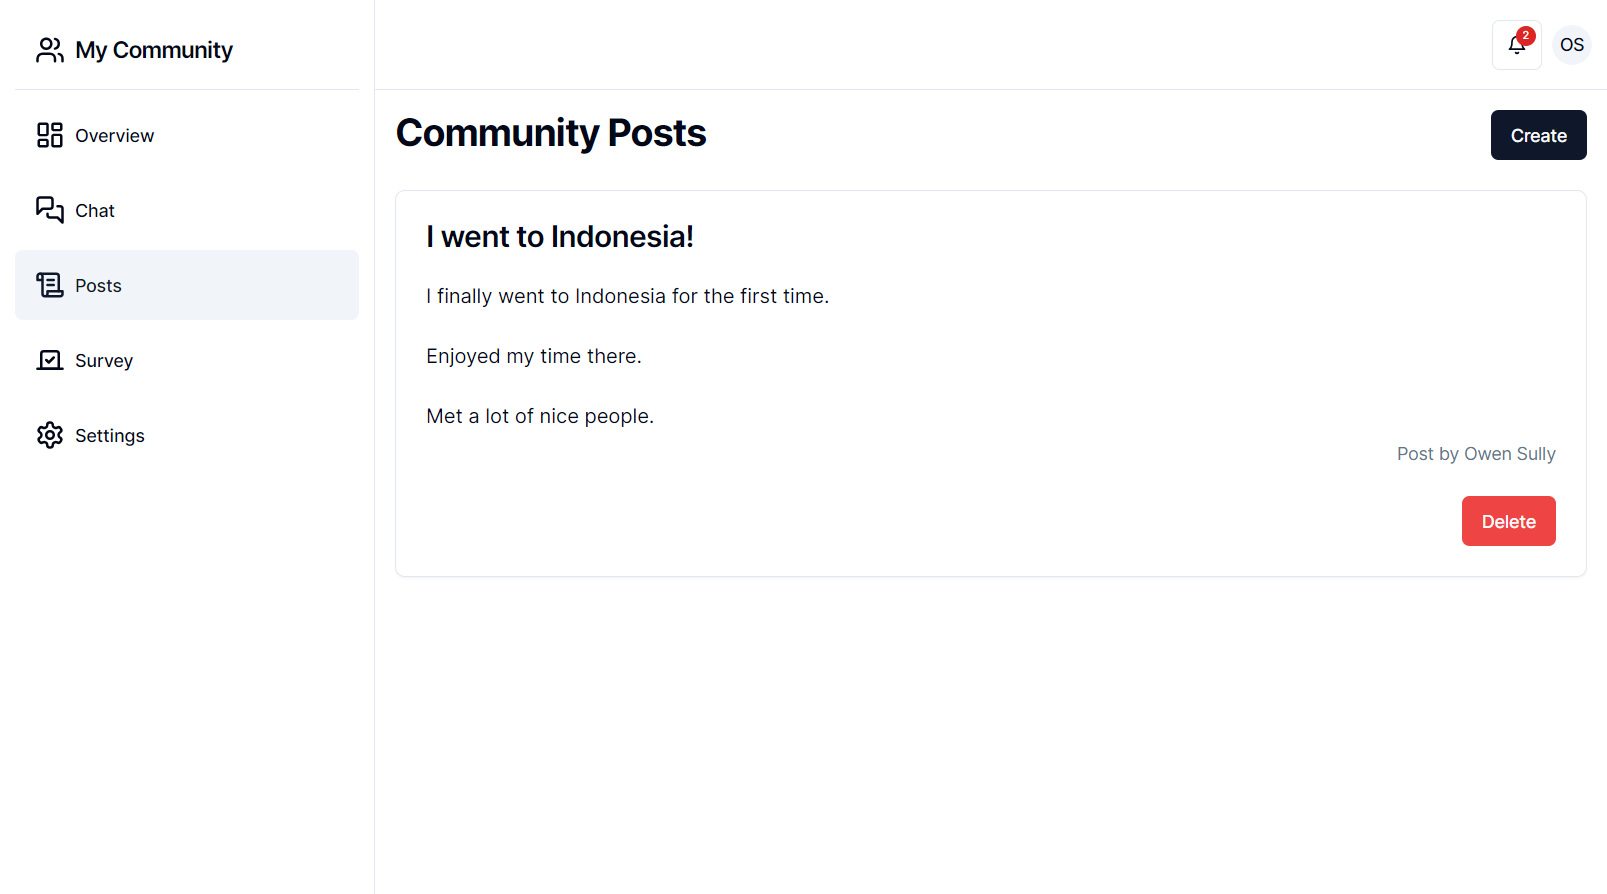 My Community
2
OS
Overview
Chat
Posts
Survey
Settings
Community Posts
Create
I went to Indonesia!
I finally went to Indonesia for the first time.
Enjoyed my time there.
Met a lot of nice people.
Post by Owen Sully
Delete